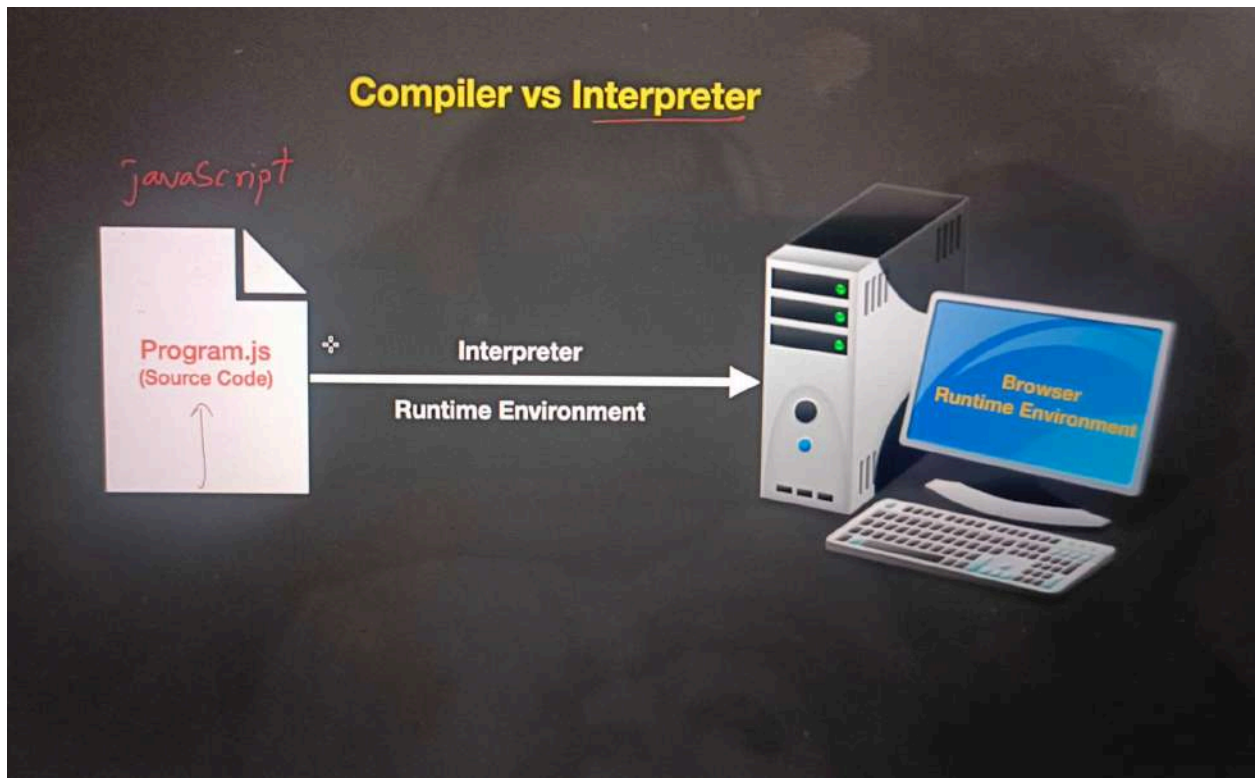 Compiler vs Interpreter
javaScript
Program.js
(Source Code)
Interpreter
Runtime Environment
Browser
Runtime Environment